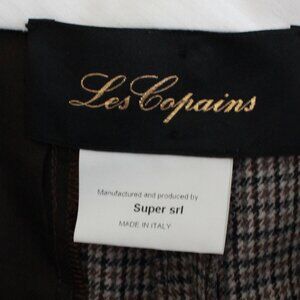 Les Copains
Manufactured and produced by
Super srl
MADE IN ITALY